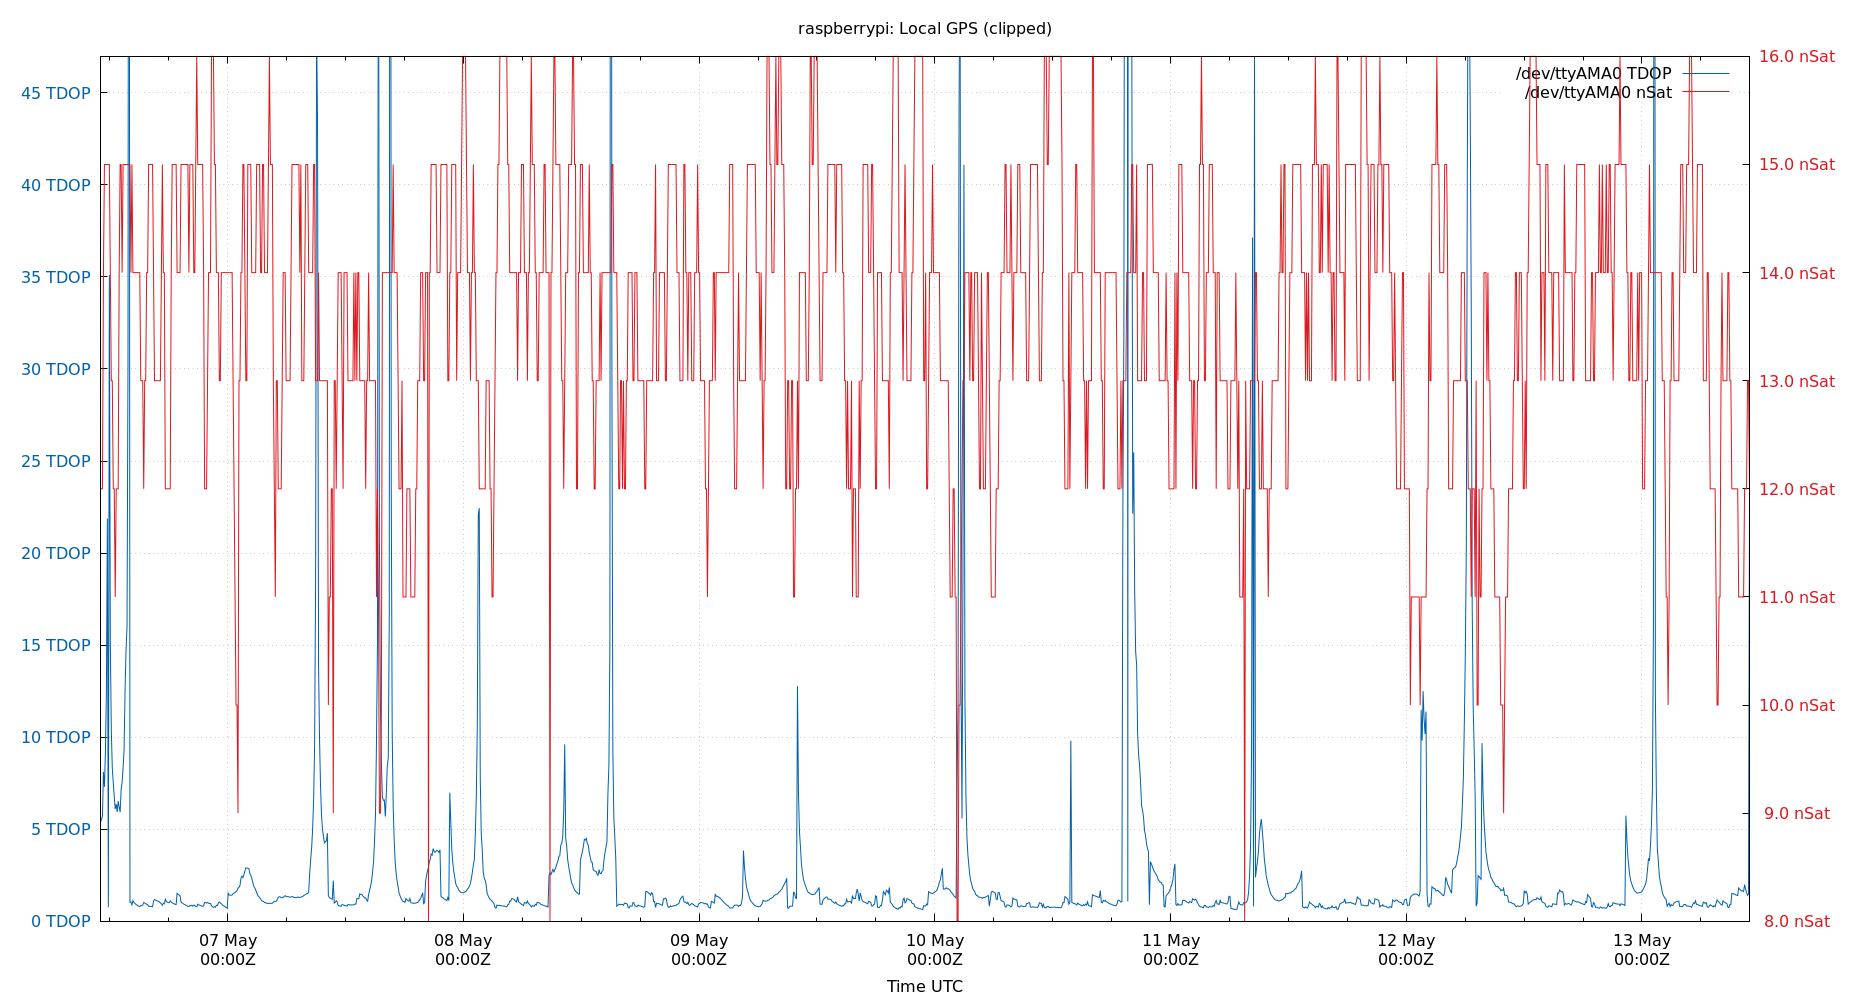 raspberrypi: Local GPS (clipped)
/dev/ttyAMA0 TDOP
/dev/ttyAMA0 nSat
45 TDOP
40 TDOP
35 TDOP
30 TDOP
25 TDOP
20 TDOP
15 TDOP
10 TDOP
5 TDOP
0 TDOP
16.0 nSat
15.0 nSat
14.0 nSat
13.0 nSat
12.0 nSat
11.0 nSat
10.0 nSat
9.0 nSat
8.0 nSat
07 May
00:00Z
08 May
00:00Z
09 May
00:00Z
10 May
00:00Z
11 May
00:00Z
12 May
00:00Z
13 May
00:00Z
Time UTC